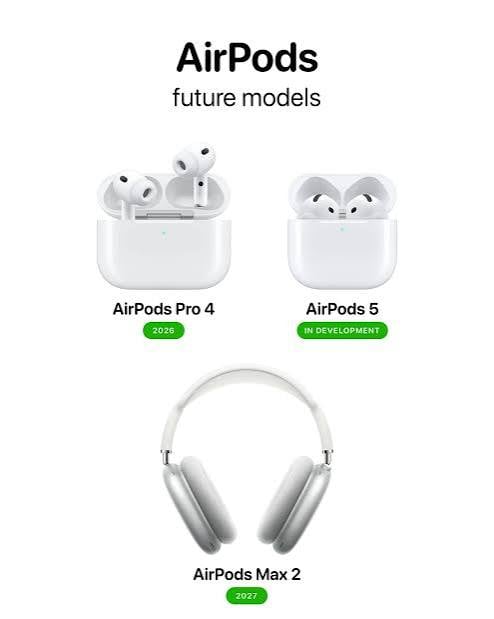 AirPods
future models
AirPods Pro 4
2026
AirPods 5
IN DEVELOPMENT
AirPods Max 2
2027